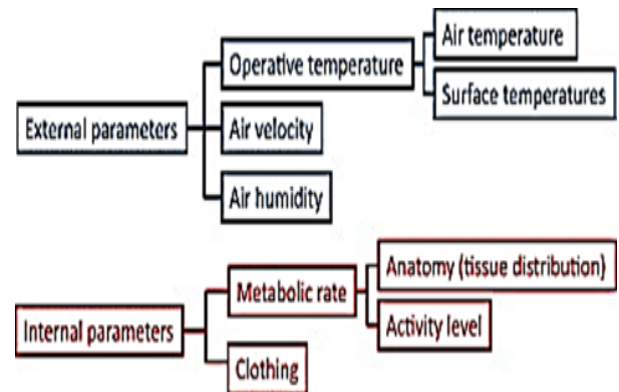 External parameters
Operative temperature
Air temperature
Surface temperatures
Air velocity
Air humidity
Internal parameters
Metabolic rate
Anatomy (tissue distribution)
Activity level
Clothing